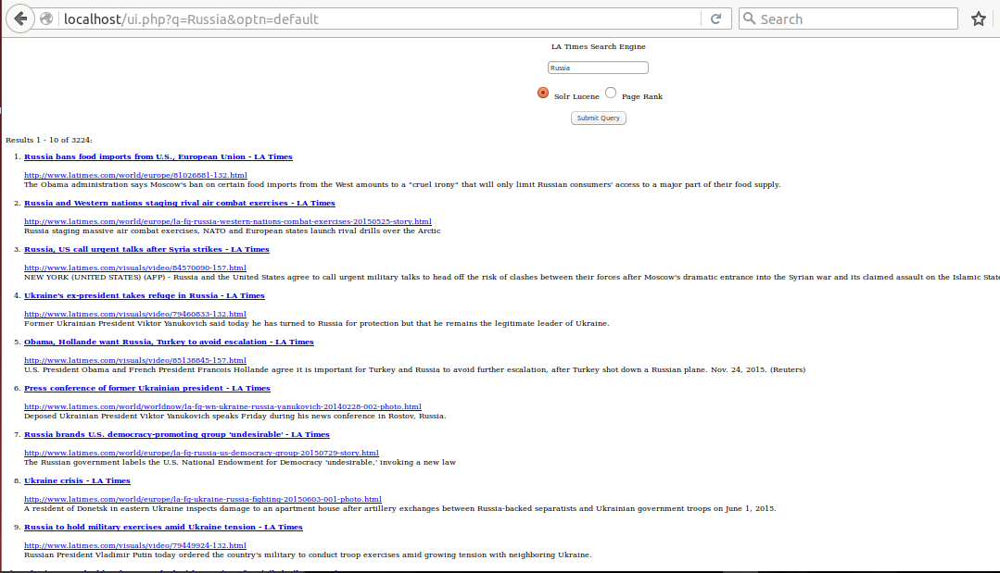 localhost/ui.php?q=Russia&optn=default
Search
LA Times Search Engine
Russia
Solr Lucene Page Rank
Submit Query
Results 1 - 10 of 3224:
1. Russia bans food imports from U.S., European Union - LA Times
http://www.latimes.com/world/europe/81026881-132.html
The Obama administration says Moscow's ban on certain food imports from the West amounts to a "cruel irony" that will only limit Russian consumers' access to a major part of their food supply.
2. Russia and Western nations staging rival air combat exercises - LA Times
http://www.latimes.com/world/europe/la-fg-russia-western-nations-combat-exercises-20150525-story.html
Russia staging massive air combat exercises, NATO and European states launch rival drills over the Arctic
3. Russia, US call urgent talks after Syria strikes - LA Times
http://www.latimes.com/visuals/video/84570090-157.html
NEW YORK (UNITED STATES) (AFP) - Russia and the United States agree to call urgent military talks to head off the risk of clashes between their forces after Moscow's dramatic entrance into the Syrian war and its claimed assault on the Islamic State
4. Ukraine's ex-president takes refuge in Russia - LA Times
http://www.latimes.com/visuals/video/79460833-132.html
Former Ukrainian President Viktor Yanukovich said today he has turned to Russia for protection but that he remains the legitimate leader of Ukraine.
5. Obama, Hollande want Russia, Turkey to avoid escalation - LA Times
http://www.latimes.com/visuals/video/85138845-157.html
U.S. President Obama and French President Francois Hollande agree it is important for Turkey and Russia to avoid further escalation, after Turkey shot down a Russian plane. Nov. 24, 2015. (Reuters)
6. Press conference of former Ukrainian president - LA Times
http://www.latimes.com/world/worldnow/la-fg-wn-ukraine-russia-yanukovich-20140228-002-photo.html
Deposed Ukrainian President Viktor Yanukovich speaks Friday during his news conference in Rostov, Russia.
7. Russia brands U.S. democracy-promoting group 'undesirable' - LA Times
http://www.latimes.com/world/europe/la-fg-russia-us-democracy-group-20150729-story.html
The Russian government labels the U.S. National Endowment for Democracy 'undesirable,' invoking a new law
8. Ukraine crisis - LA Times
http://www.latimes.com/world/europe/la-fg-ukraine-russia-fighting-20150603-001-photo.html
A resident of Donetsk in eastern Ukraine inspects damage to an apartment house after artillery exchanges between Russia-backed separatists and Ukrainian government troops on June 1, 2015.
9. Russia to hold military exercises amid Ukraine tension - LA Times
http://www.latimes.com/visuals/video/79449924-132.html
Russian President Vladimir Putin today ordered the country's military to conduct troop exercises amid growing tension with neighboring Ukraine.